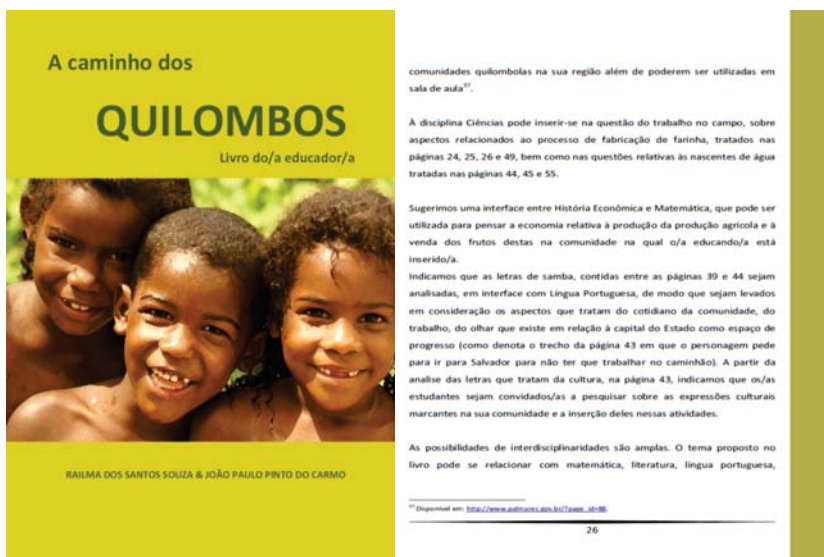 A caminho dos
QUILOMBOS
Livro do/a educador/a
RAILMA DOS SANTOS SOUZA & JOÃO PAULO PINTO DO CARMO
comunidades quilombolas na sua região além de poderem ser utilizadas em
sala de aula³⁷.
À disciplina Ciências pode inserir-se na questão do trabalho no campo, sobre
aspectos relacionados ao processo de fabricação de farinha, tratados nas
páginas 24, 25, 26 e 49, bem como nas questões relativas às nascentes de água
tratadas nas páginas 44, 45 e 55.
Sugerimos uma interface entre História Econômica e Matemática, que pode ser
utilizada para pensar a economia relativa à produção da produção agrícola e à
venda dos frutos destas na comunidade na qual o/a educando/a está
inserido/a.
Indicamos que as letras de samba, contidas entre as páginas 39 e 44 sejam
analisadas, em interface com Língua Portuguesa, de modo que sejam levados
em consideração os aspectos que tratam do cotidiano da comunidade, do
trabalho, do olhar que existe em relação à capital do Estado como espaço de
progresso (como denota o trecho da página 43 em que o personagem pede
para ir para Salvador para não ter que trabalhar no caminhão). A partir da
analise das letras que tratam da cultura, na página 43, indicamos que os/as
estudantes sejam convidados/as a pesquisar sobre as expressões culturais
marcantes na sua comunidade e a inserção deles nessas atividades.
As possibilidades de interdisciplinaridades são amplas. O tema proposto no
livro pode se relacionar com matemática, literatura, língua portuguesa,
³⁷ Disponível em: http://www.palmares.gov.br/?page_id=88.
26